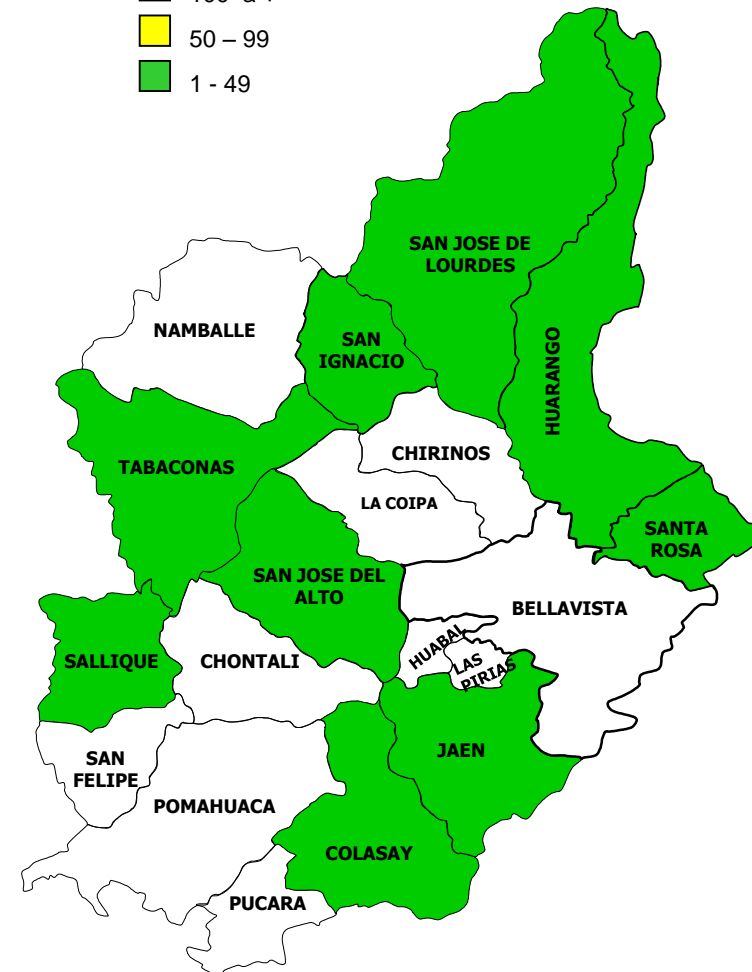 50 – 99
1 - 49
SAN JOSE DE
LOURDES
NAMBALLE
SAN
IGNACIO
HUARANGO
CHIRINOS
TABACONAS
LA COIPA
SANTA
ROSA
SAN JOSE DEL
ALTO
BELLAVISTA
HUABAL
LAS
PIRIAS
SALLIQUE
CHONTALI
JAEN
SAN
FELIPE
POMAHUACA
COLASAY
PUCARA